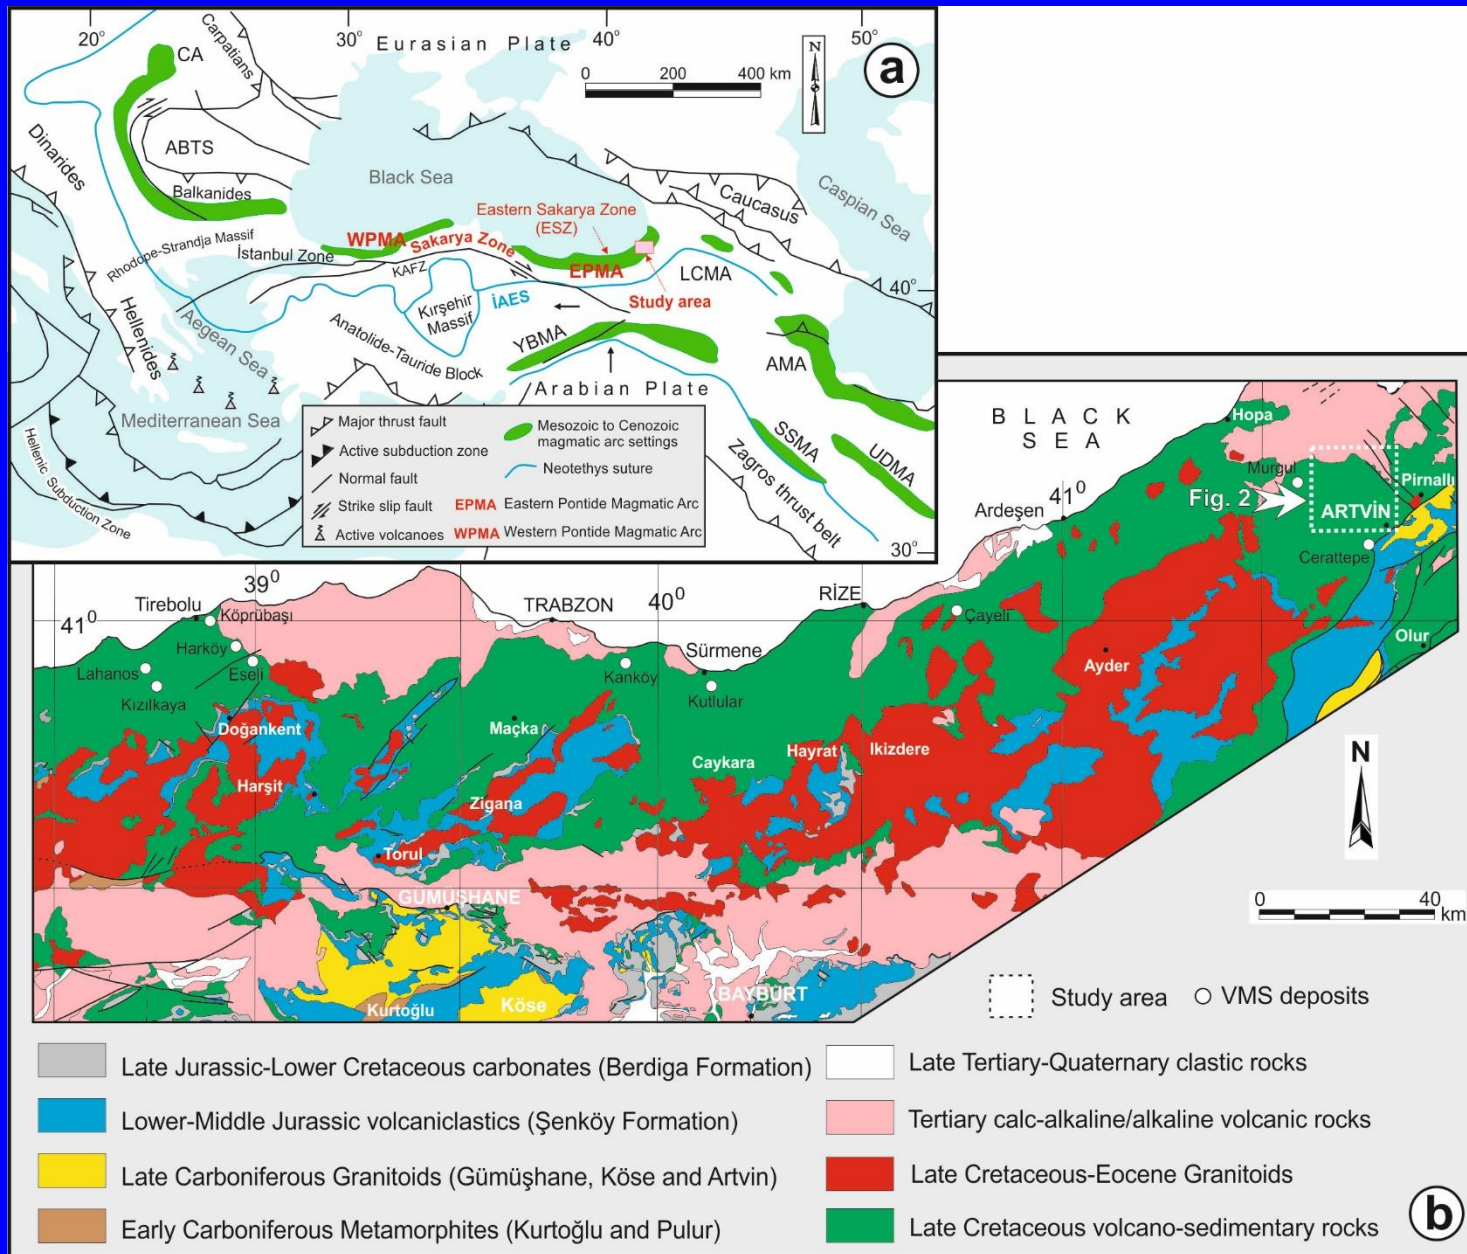 20°
30°
40°
50°
Eurasian Plate
N
a
0 200 400 km
CA
Carpatians
ABTS
Dinarides
Balkanides
Black Sea
Caucasus
Caspian Sea
Eastern Sakarya Zone
(ESZ)
WPMA
Sakarya Zone
Rhodope-Strandja Massif
İstanbul Zone
KAFZ
EPMA
LCMA
40°
Study area
Kırşehir
Massif
İAES
Hellenides
Aegean Sea
Anatolide-Tauride Block
YBMA
AMA
Arabian Plate
Mediterranean Sea
Hellenic Subduction Zone
SSMA
UDMA
Zagros thrust belt
30°
Major thrust fault
Active subduction zone
Normal fault
Strike slip fault
Active volcanoes
Mesozoic to Cenozoic
magmatic arc settings
Neotethys suture
EPMA Eastern Pontide Magmatic Arc
WPMA Western Pontide Magmatic Arc
BLACK
SEA
Hopa
Murgul
Pirnallı
Fig. 2
ARTVİN
Ardeşen
41⁰
Cerattepe
39⁰
Tirebolu
Köprübaşı
TRABZON
40⁰
RİZE
41⁰
Çayeli
Olur
Harköy
Sürmene
Lahanos
Eseli
Kanköy
Ayder
Kızılkaya
Kutlular
Doğankent
Maçka
Hayrat
Ikizdere
N
Caykara
Harşit
Zigana
Torul
GÜMÜŞHANE
0 40
km
BAYBURT
Kurtoğlu
Köse
Study area
VMS deposits
Late Jurassic-Lower Cretaceous carbonates (Berdiga Formation)
Lower-Middle Jurassic volcaniclastics (Şenköy Formation)
Late Carboniferous Granitoids (Gümüşhane, Köse and Artvin)
Early Carboniferous Metamorphites (Kurtoğlu and Pulur)
Late Tertiary-Quaternary clastic rocks
Tertiary calc-alkaline/alkaline volcanic rocks
Late Cretaceous-Eocene Granitoids
Late Cretaceous volcano-sedimentary rocks
b